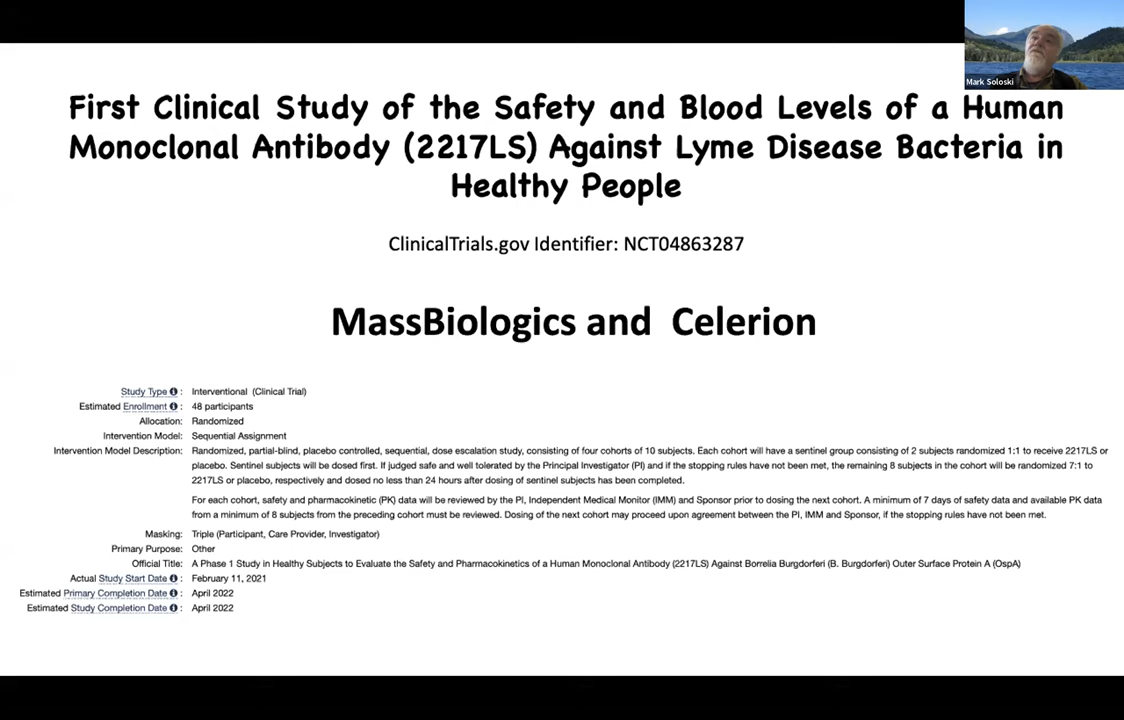 Mark Soloski
First Clinical Study of the Safety and Blood Levels of a Human
Monoclonal Antibody (2217LS) Against Lyme Disease Bacteria in
Healthy People
ClinicalTrials.gov Identifier: NCT04863287
MassBiologics and Celerion
Study Type : Interventional (Clinical Trial)
Estimated Enrollment : 48 participants
Allocation: Randomized
Intervention Model: Sequential Assignment
Intervention Model Description: Randomized, partial-blind, placebo controlled, sequential, dose escalation study, consisting of four cohorts of 10 subjects. Each cohort will have a sentinel group consisting of 2 subjects randomized 1:1 to receive 2217LS or
placebo. Sentinel subjects will be dosed first. If judged safe and well tolerated by the Principal Investigator (PI) and if the stopping rules have not been met, the remaining 8 subjects in the cohort will be randomized 7:1 to
2217LS or placebo, respectively and dosed no less than 24 hours after dosing of sentinel subjects has been completed.
For each cohort, safety and pharmacokinetic (PK) data will be reviewed by the PI, Independent Medical Monitor (IMM) and Sponsor prior to dosing the next cohort. A minimum of 7 days of safety data and available PK data
from a minimum of 8 subjects from the preceding cohort must be reviewed. Dosing of the next cohort may proceed upon agreement between the PI, IMM and Sponsor, if the stopping rules have not been met.
Masking: Triple (Participant, Care Provider, Investigator)
Primary Purpose: Other
Official Title: A Phase 1 Study in Healthy Subjects to Evaluate the Safety and Pharmacokinetics of a Human Monoclonal Antibody (2217LS) Against Borrelia Burgdorferi (B. Burgdorferi) Outer Surface Protein A (OspA)
Actual Study Start Date : February 11, 2021
Estimated Primary Completion Date : April 2022
Estimated Study Completion Date : April 2022